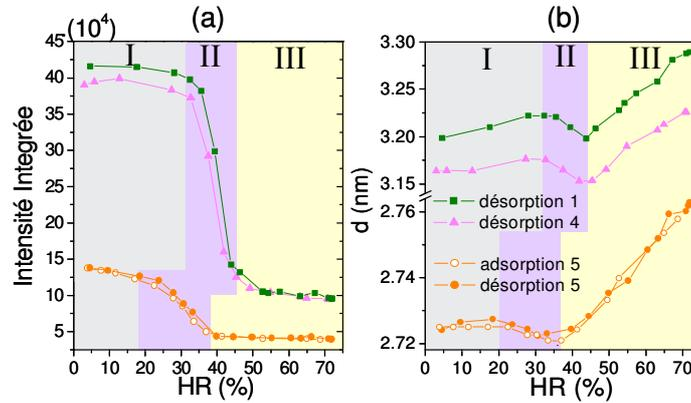 (a)
(b)
(10⁴)
I
II
III
45
40
35
30
25
20
15
10
5
0 10 20 30 40 50 60 70
HR (%)
Intensité Integrée
I
II
III
3.30
3.25
3.20
3.15
2.76
2.74
2.72
0 10 20 30 40 50 60 70
HR (%)
d (nm)
désorption 1
désorption 4
adsorption 5
désorption 5